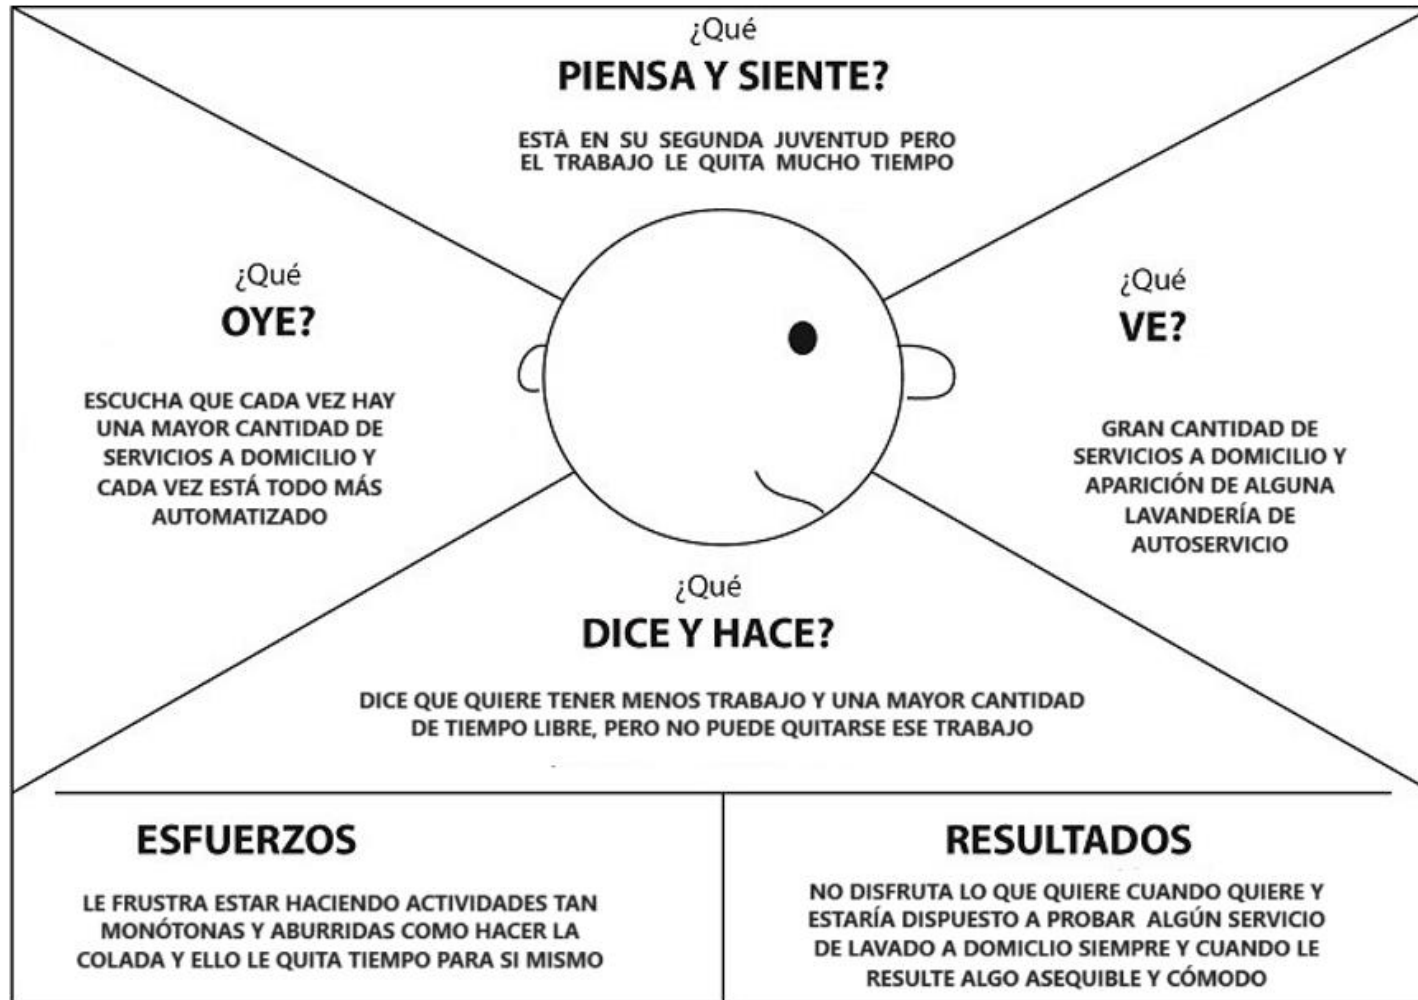 ¿Qué
PIENSA Y SIENTE?
ESTÁ EN SU SEGUNDA JUVENTUD PERO
EL TRABAJO LE QUITA MUCHO TIEMPO
¿Qué
OYE?
ESCUCHA QUE CADA VEZ HAY
UNA MAYOR CANTIDAD DE
SERVICIOS A DOMICILIO Y
CADA VEZ ESTÁ TODO MÁS
AUTOMATIZADO
¿Qué
VE?
GRAN CANTIDAD DE
SERVICIOS A DOMICILIO Y
APARICIÓN DE ALGUNA
LAVANDERÍA DE
AUTOSERVICIO
¿Qué
DICE Y HACE?
DICE QUE QUIERE TENER MENOS TRABAJO Y UNA MAYOR CANTIDAD
DE TIEMPO LIBRE, PERO NO PUEDE QUITARSE ESE TRABAJO
ESFUERZOS
LE FRUSTRA ESTAR HACIENDO ACTIVIDADES TAN
MONÓTONAS Y ABURRIDAS COMO HACER LA
COLADA Y ELLO LE QUITA TIEMPO PARA SI MISMO
RESULTADOS
NO DISFRUTA LO QUE QUIERE CUANDO QUIERE Y
ESTARÍA DISPUESTO A PROBAR ALGÚN SERVICIO
DE LAVADO A DOMICLIO SIEMPRE Y CUANDO LE
RESULTE ALGO ASEQUIBLE Y CÓMODO